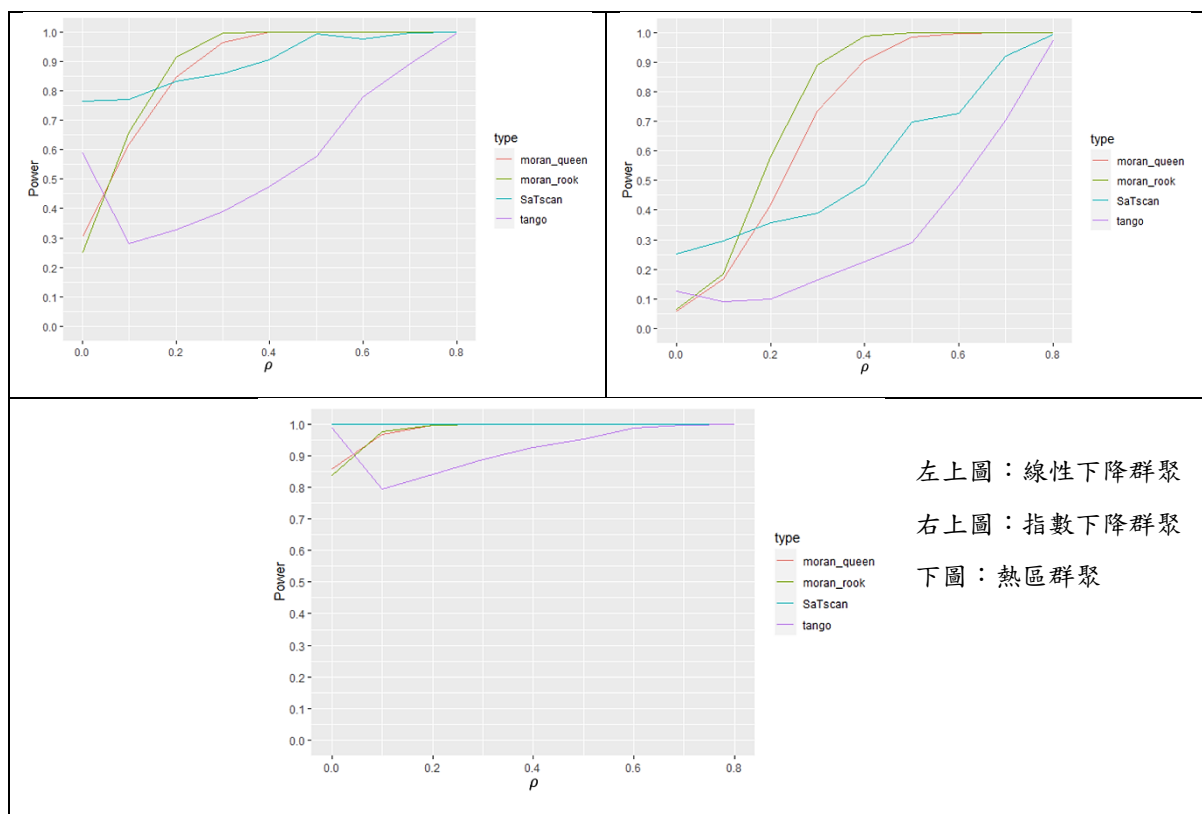 1.0
0.9
0.8
0.7
0.6
0.5
0.4
0.3
0.2
0.1
0.0
Power
0.0 0.2 0.4 0.6 0.8
ρ
type
moran_queen
moran_rook
SaTscan
tango
1.0
0.9
0.8
0.7
0.6
0.5
0.4
0.3
0.2
0.1
0.0
Power
0.0 0.2 0.4 0.6 0.8
ρ
type
moran_queen
moran_rook
SaTscan
tango
1.0
0.9
0.8
0.7
0.6
0.5
0.4
0.3
0.2
0.1
0.0
Power
0.0 0.2 0.4 0.6 0.8
ρ
type
moran_queen
moran_rook
SaTscan
tango
左上圖：線性下降群聚
右上圖：指數下降群聚
下圖：熱區群聚